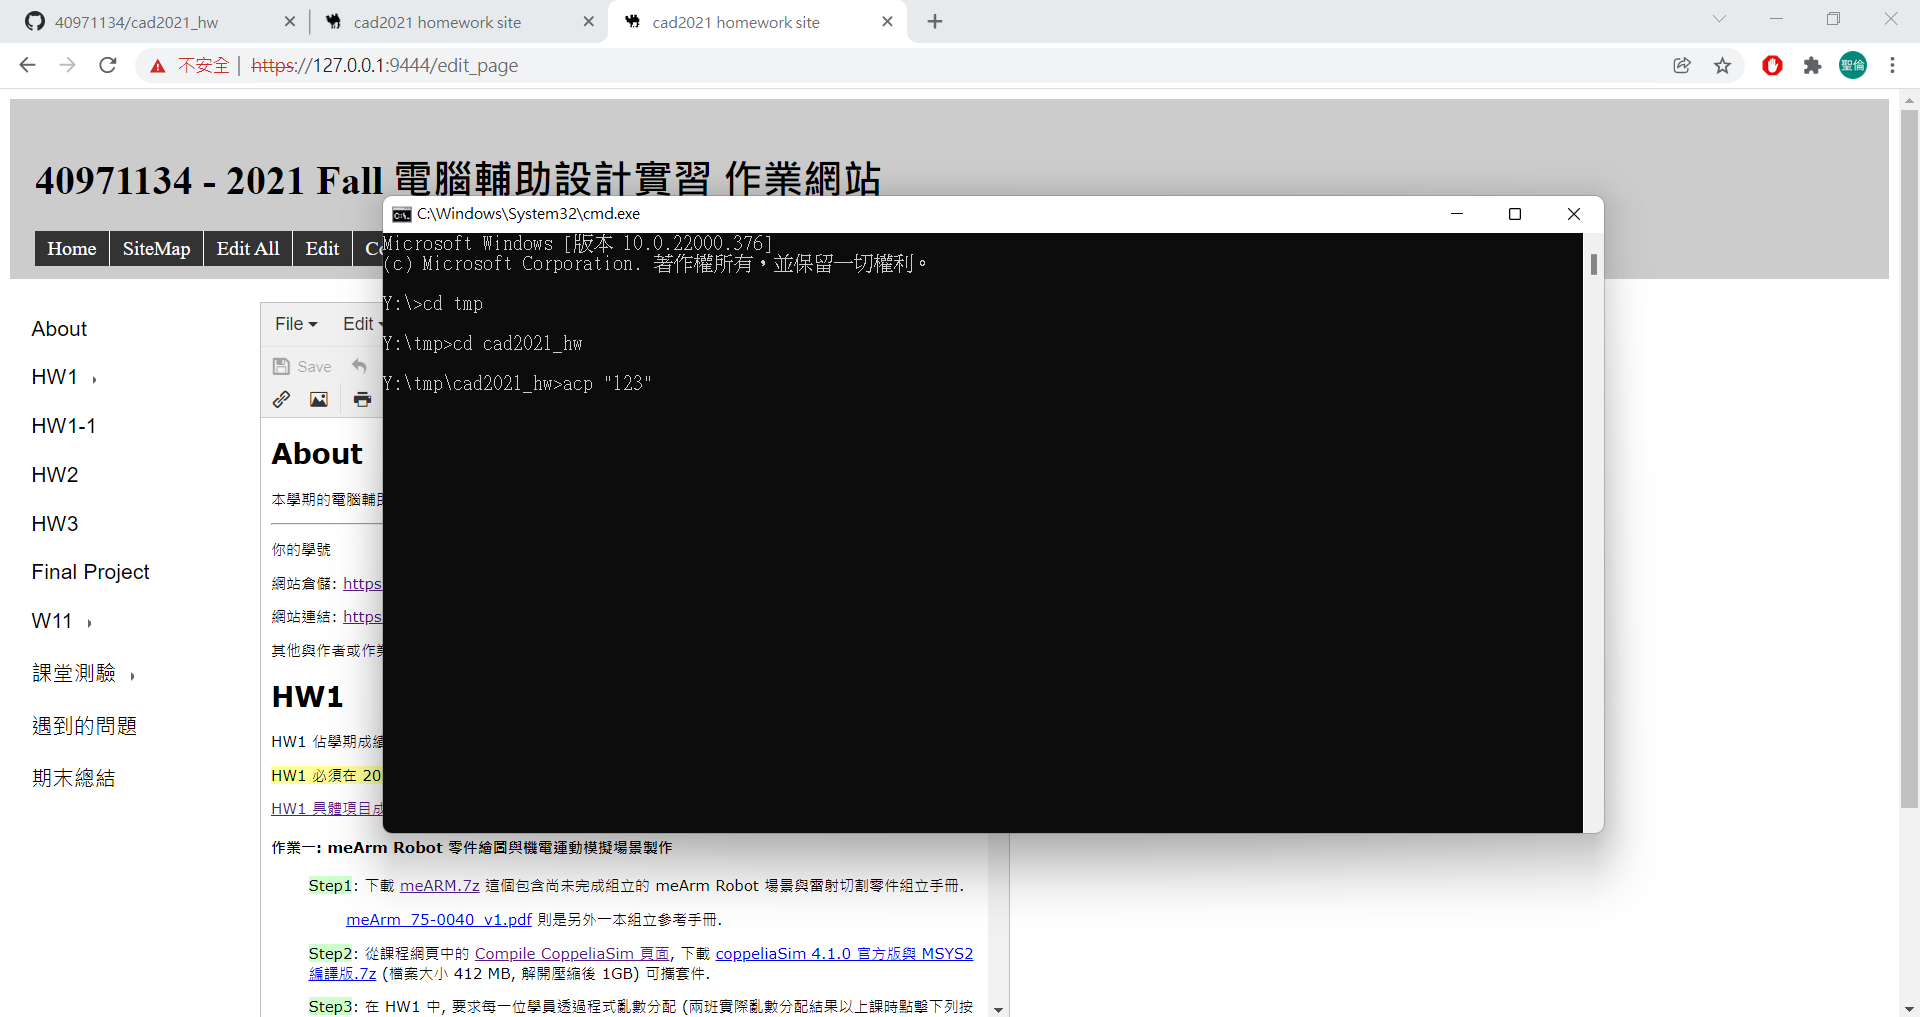 40971134/cad2021_hw
cad2021 homework site
cad2021 homework site
不安全 | https://127.0.0.1:9444/edit_page
聖倫
40971134 - 2021 Fall 電腦輔助設計實習 作業網站
Home SiteMap Edit All Edit
C:\Windows\System32\cmd.exe
Microsoft Windows [版本 10.0.22000.376]
(c) Microsoft Corporation. 著作權所有，並保留一切權利。
Y:\>cd tmp
Y:\tmp>cd cad2021_hw
Y:\tmp\cad2021_hw>acp "123"
About
HW1
HW1-1
HW2
HW3
Final Project
W11
課堂測驗
遇到的問題
期末總結
File Edit
Save
About
本學期的電腦輔助
你的學號
網站倉儲: https
網站連結: https
其他與作者或作業
HW1
HW1 佔學期成績
HW1 必須在 20
HW1 具體項目成
作業一: meArm Robot 零件繪圖與機電運動模擬場景製作
Step1: 下載 meARM.7z 這個包含尚未完成組立的 meArm Robot 場景與雷射切割零件組立手冊.
meArm_75-0040_v1.pdf 則是另外一本組立參考手冊.
Step2: 從課程網頁中的 Compile CoppeliaSim 頁面, 下載 coppeliaSim 4.1.0 官方版與 MSYS2
編譯版.7z (檔案大小 412 MB, 解開壓縮後 1GB) 可攜套件.
Step3: 在 HW1 中, 要求每一位學員透過程式亂數分配 (兩班實際亂數分配結果以上課時點擊下列按